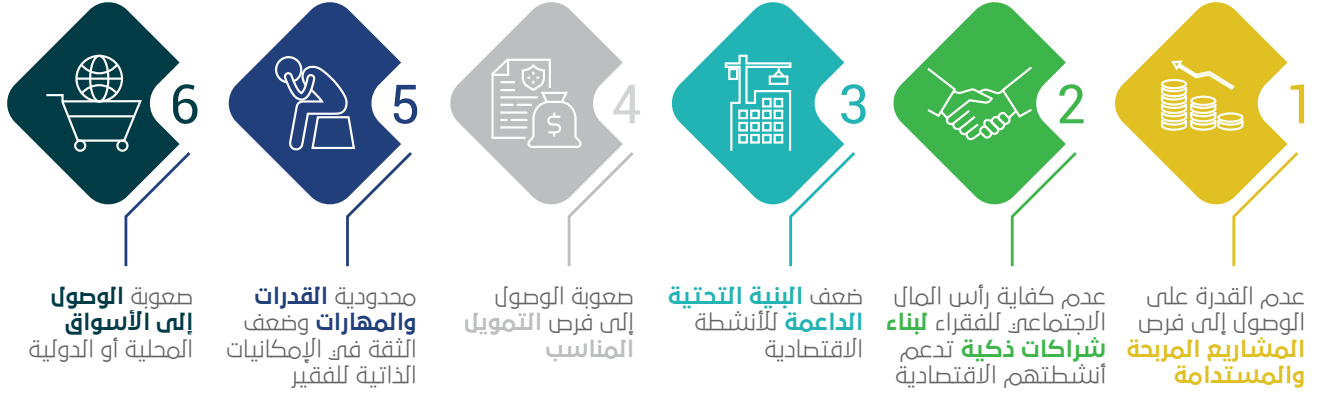 1
عدم القدرة على
الوصول إلى فرص
المشاريع المربحة
والمستدامة
2
عدم كفاية رأس المال
الاجتماعي للفقراء لبناء
شراكات ذكية تدعم
أنشطتهم الاقتصادية
3
ضعف البنية التحتية
الداعمة للأنشطة
الاقتصادية
4
صعوبة الوصول
إلى فرص التمويل
المناسب
$
5
محدودية القدرات
والمهارات وضعف
الثقة في الإمكانيات
الذاتية للفقير
6
صعوبة الوصول
إلى الأسواق
المحلية أو الدولية